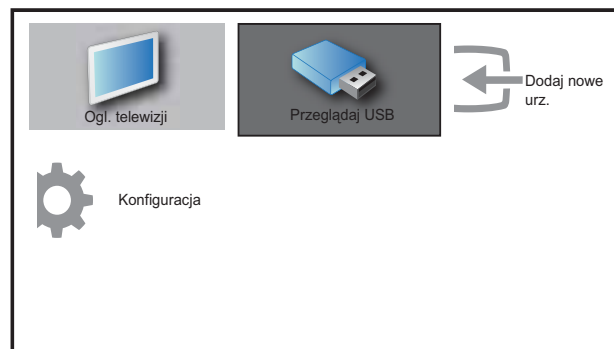 Ogl. telewizji
Przeglądaj USB
Dodaj nowe
urz.
Konfiguracja